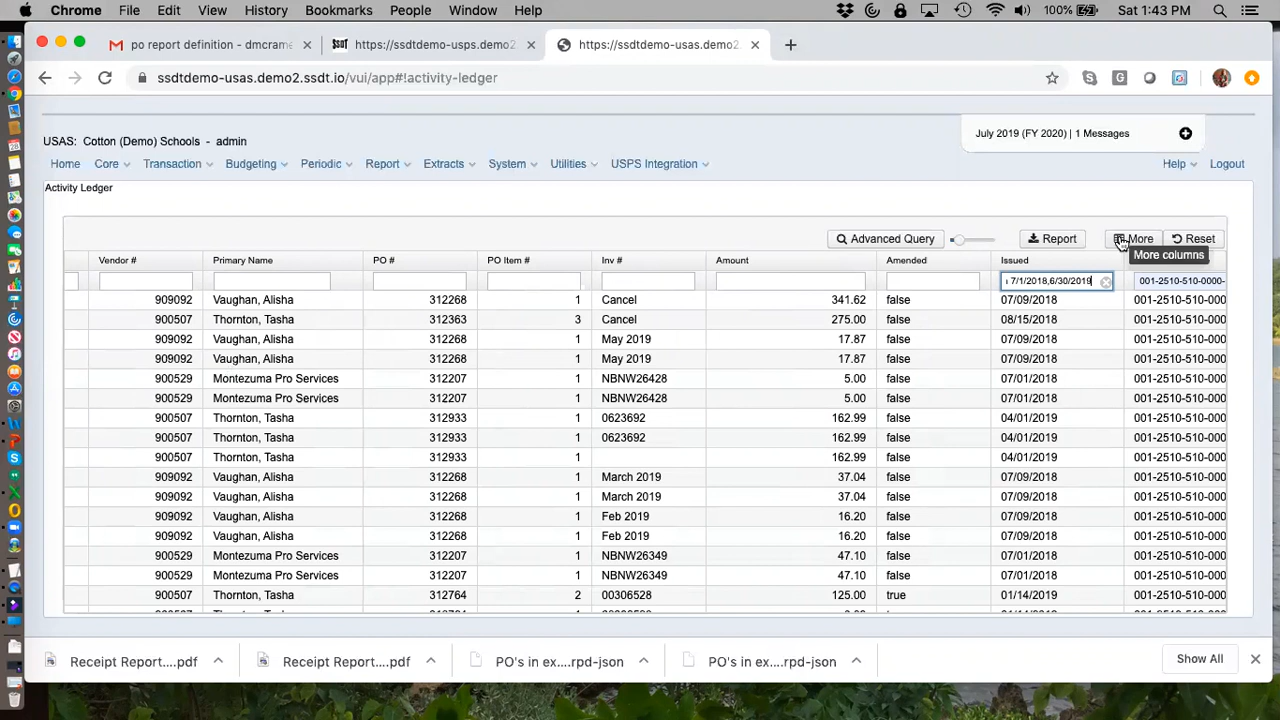 Chrome File Edit View History Bookmarks People Window Help 100% Sat 1:43 PM
po report definition - dmcrame
https://ssdtdemo-usps.demo2.
https://ssdtdemo-usas.demo2.
ssdtdemo-usas.demo2.ssdt.io/vui/app#!activity-ledger
July 2019 (FY 2020) | 1 Messages
USAS: Cotton (Demo) Schools - admin
Home Core Transaction Budgeting Periodic Report Extracts System Utilities USPS Integration Help Logout
Activity Ledger
Advanced Query Report More Reset
More columns
Vendor # Primary Name PO # PO Item # Inv # Amount Amended Issued
7/1/2018,6/30/2019 001-2510-510-0000-
909092 Vaughan, Alisha 312268 1 Cancel 341.62 false 07/09/2018 001-2510-510-000
900507 Thornton, Tasha 312363 3 Cancel 275.00 false 08/15/2018 001-2510-510-000
909092 Vaughan, Alisha 312268 1 May 2019 17.87 false 07/09/2018 001-2510-510-000
909092 Vaughan, Alisha 312268 1 May 2019 17.87 false 07/09/2018 001-2510-510-000
900529 Montezuma Pro Services 312207 1 NBNW26428 5.00 false 07/01/2018 001-2510-510-000
900529 Montezuma Pro Services 312207 1 NBNW26428 5.00 false 07/01/2018 001-2510-510-000
900507 Thornton, Tasha 312933 1 0623692 162.99 false 04/01/2019 001-2510-510-000
900507 Thornton, Tasha 312933 1 0623692 162.99 false 04/01/2019 001-2510-510-000
900507 Thornton, Tasha 312933 1 162.99 false 04/01/2019 001-2510-510-000
909092 Vaughan, Alisha 312268 1 March 2019 37.04 false 07/09/2018 001-2510-510-000
909092 Vaughan, Alisha 312268 1 March 2019 37.04 false 07/09/2018 001-2510-510-000
909092 Vaughan, Alisha 312268 1 Feb 2019 16.20 false 07/09/2018 001-2510-510-000
909092 Vaughan, Alisha 312268 1 Feb 2019 16.20 false 07/09/2018 001-2510-510-000
900529 Montezuma Pro Services 312207 1 NBNW26349 47.10 false 07/01/2018 001-2510-510-000
900529 Montezuma Pro Services 312207 1 NBNW26349 47.10 false 07/01/2018 001-2510-510-000
900507 Thornton, Tasha 312764 2 00306528 125.00 true 01/14/2019 001-2510-510-000
Receipt Report....pdf Receipt Report....pdf PO's in ex....rpd-json PO's in ex....rpd-json Show All